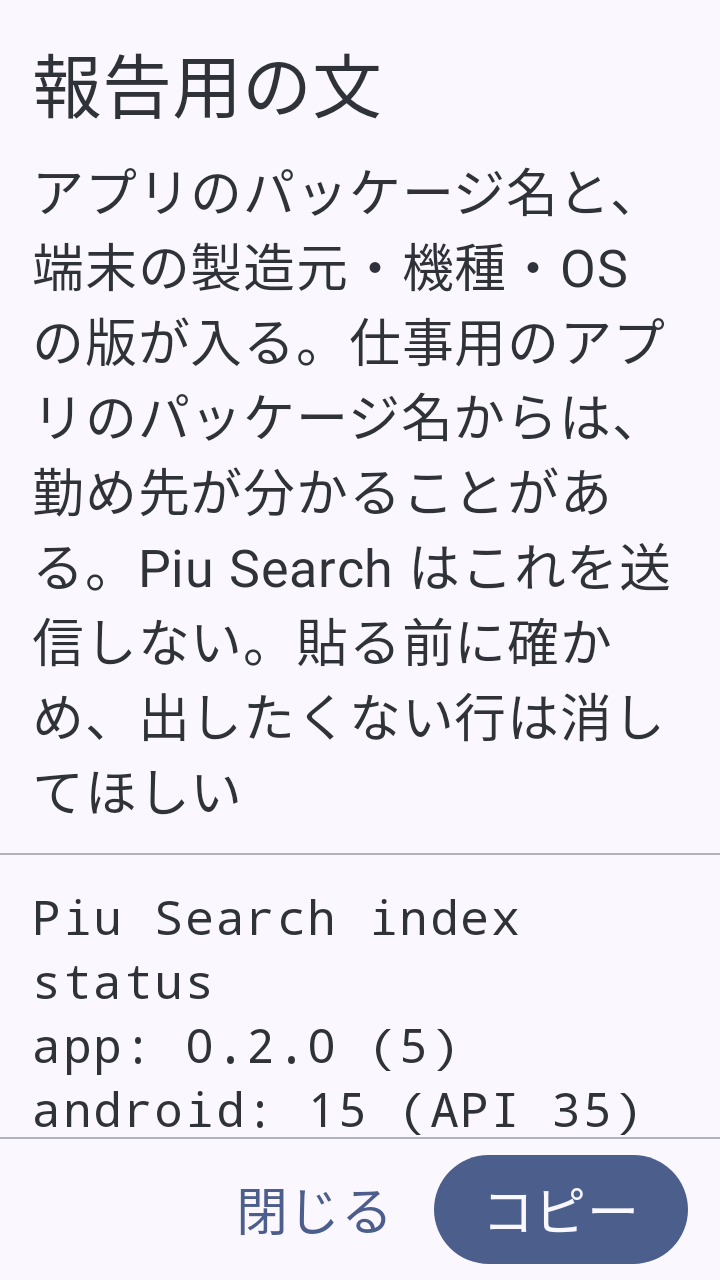 報告用の文
アプリのパッケージ名と、
端末の製造元・機種・OS
の版が入る。仕事用のアプ
リのパッケージ名からは、
勤め先が分かることがあ
る。Piu Search はこれを送
信しない。貼る前に確か
め、出したくない行は消し
てほしい
Piu Search index
status
app: 0.2.0 (5)
android: 15 (API 35)
閉じる
コピー